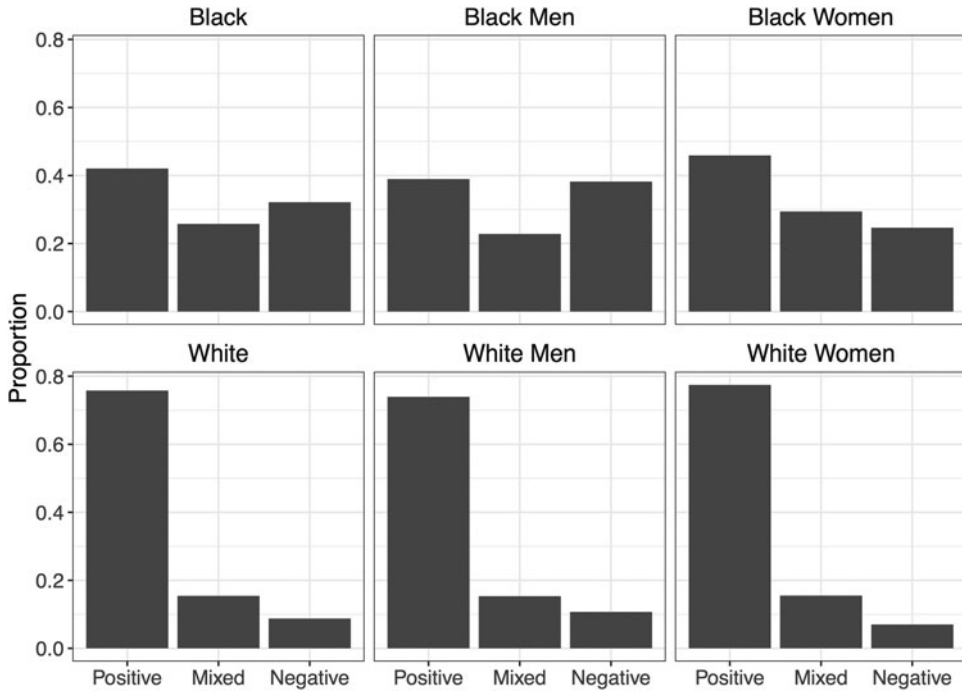 Black
Black Men
Black Women
0.8
0.6
0.4
0.2
0.0
Proportion
White
White Men
White Women
0.8
0.6
0.4
0.2
0.0
Positive Mixed Negative
Positive Mixed Negative
Positive Mixed Negative